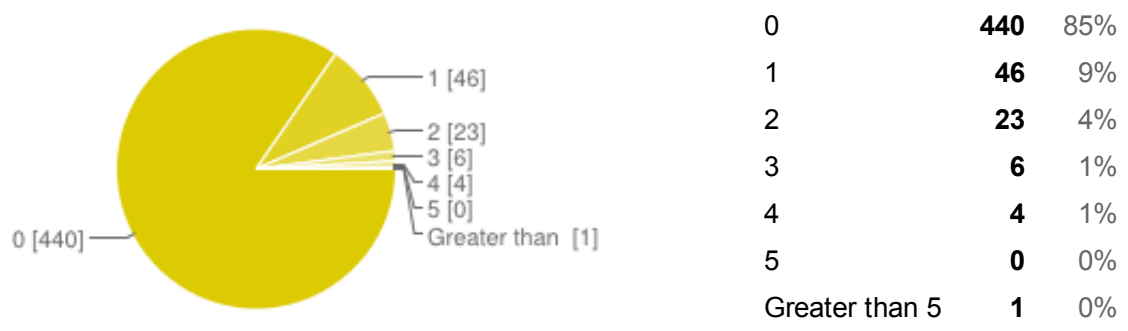 1 [46]
2 [23]
3 [6]
4 [4]
5 [0]
Greater than [1]
0 [440]
0 440 85%
1 46 9%
2 23 4%
3 6 1%
4 4 1%
5 0 0%
Greater than 5 1 0%